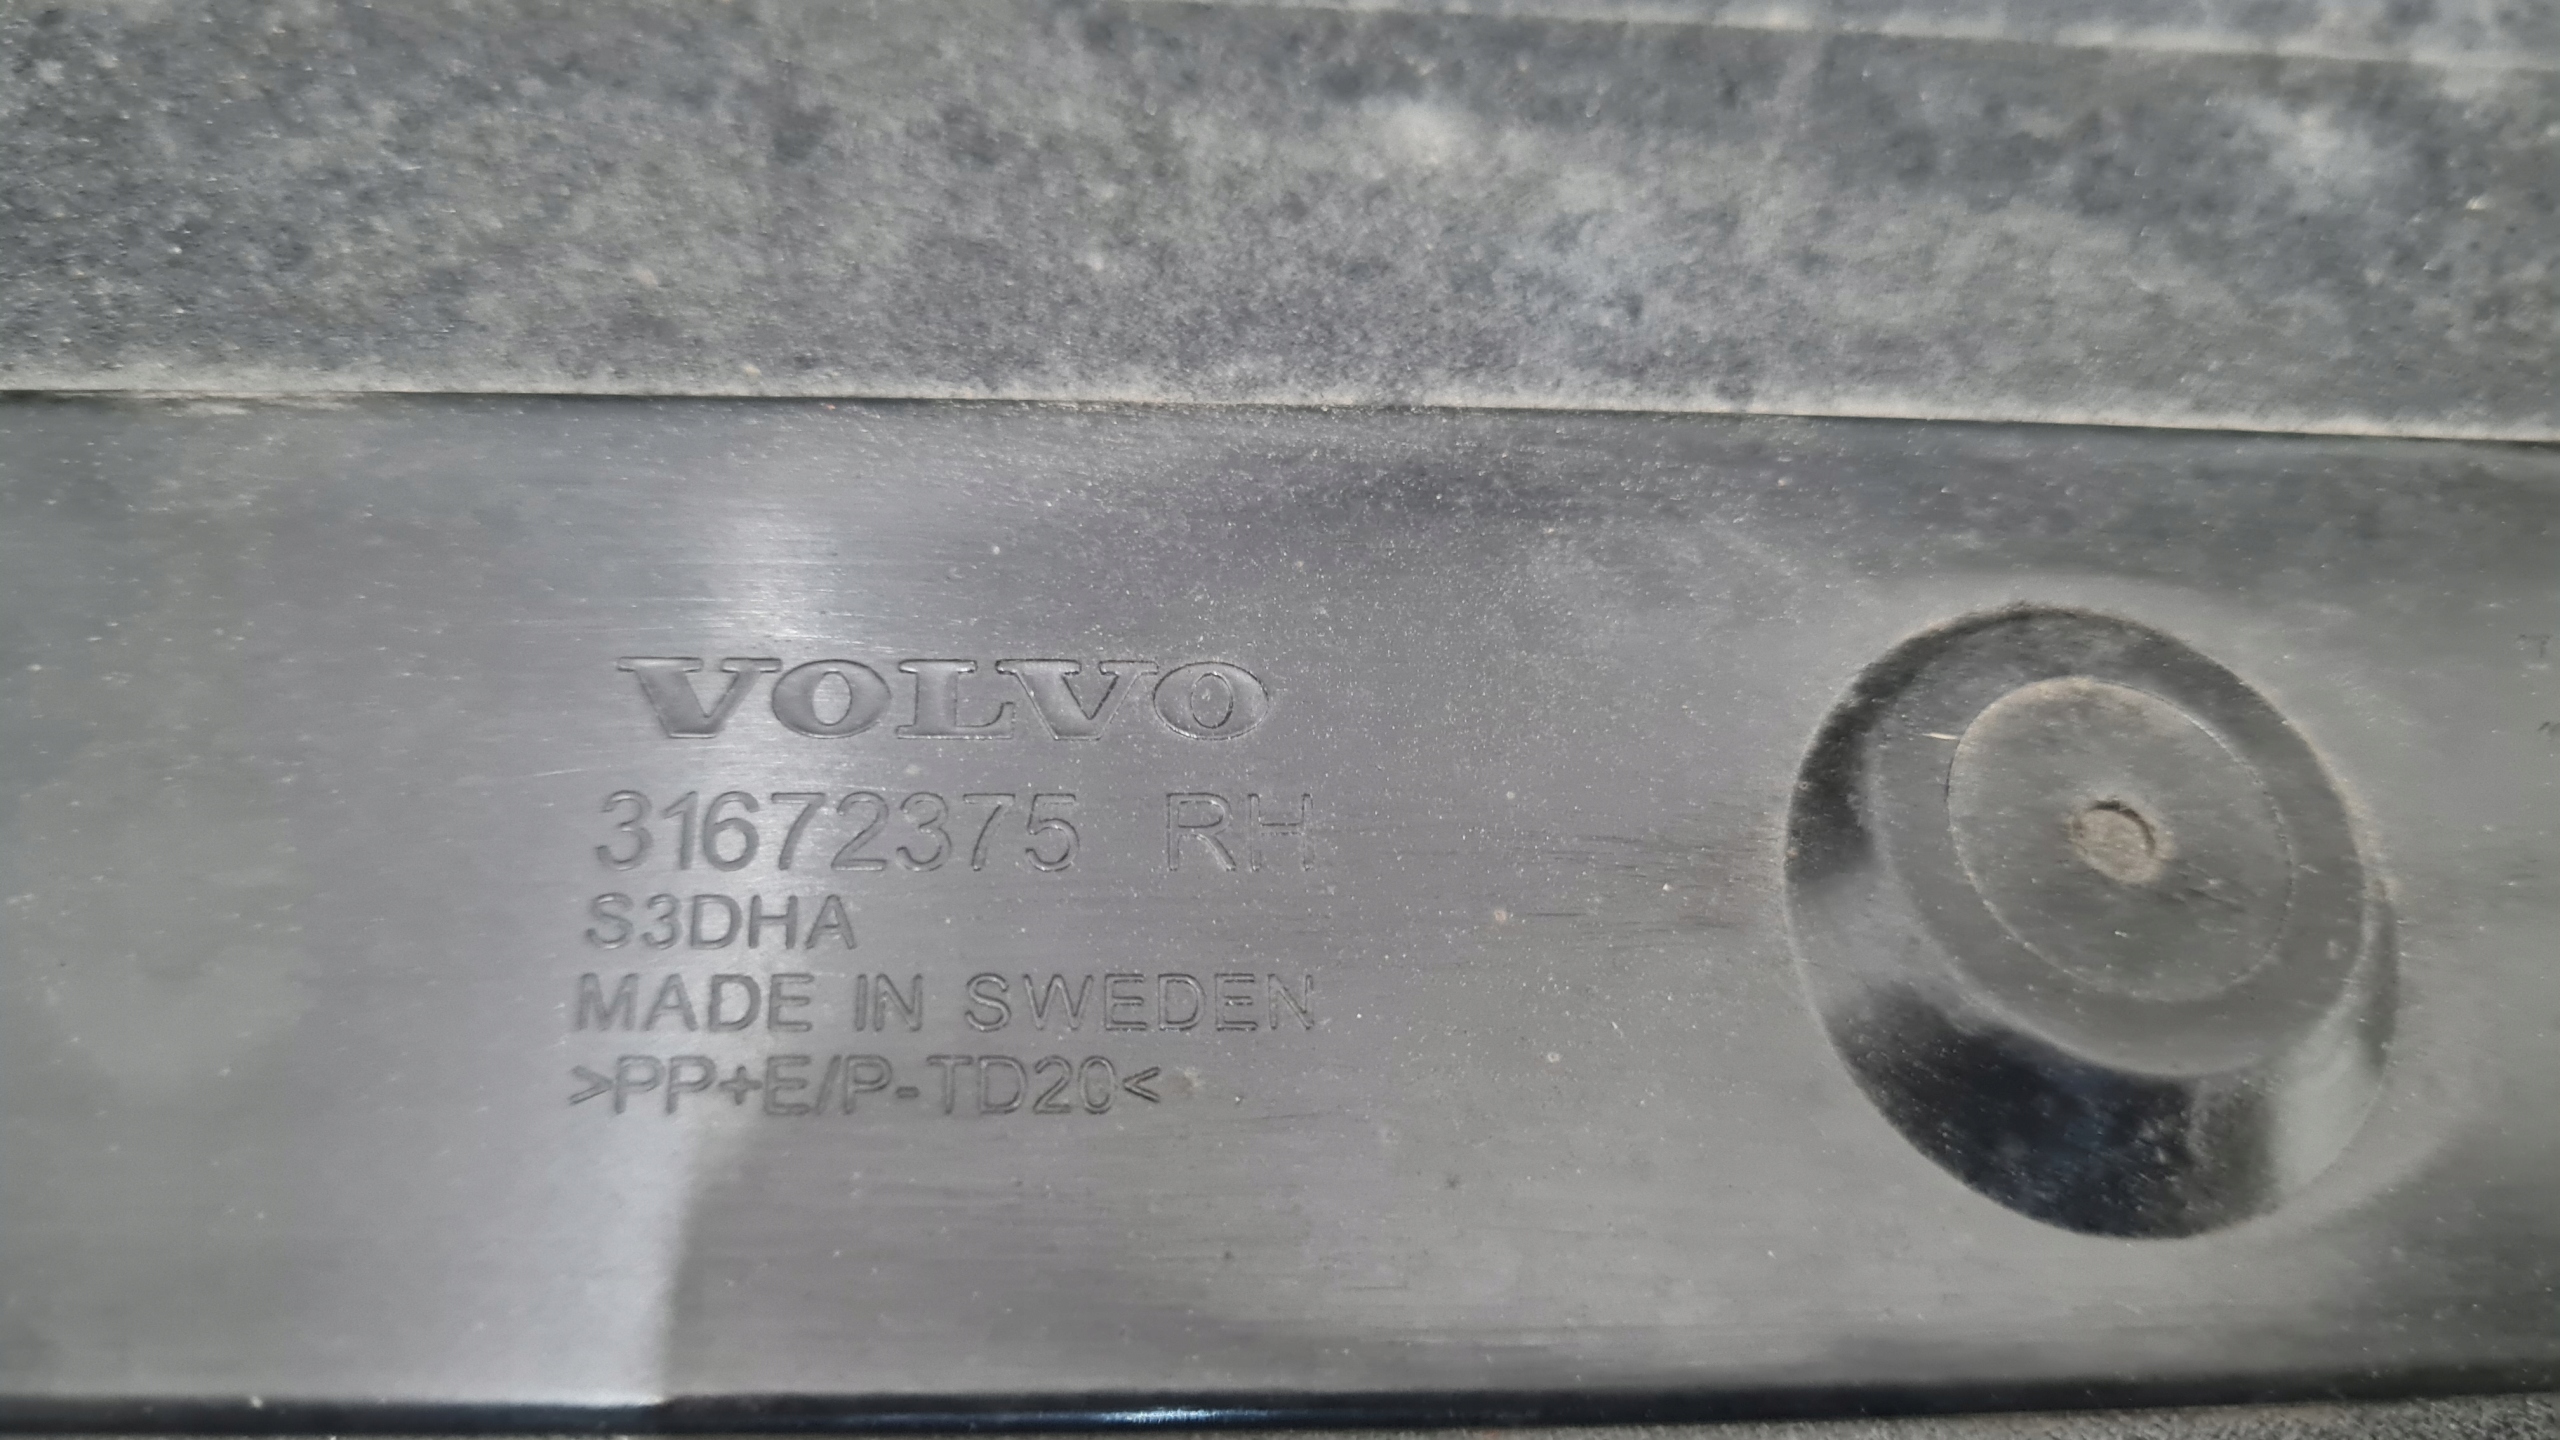 VOLVO
31672375 RH
S3DHA
MADE IN SWEDEN
>PP+E/P-TD20<